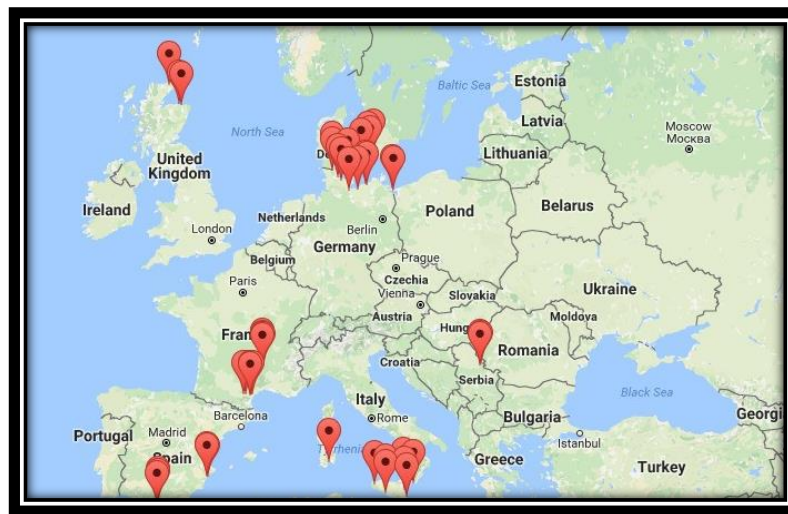 Estonia
Baltic Sea
Latvia
Moscow
Москва
North Sea
Lithuania
United
Kingdom
Ireland
Belarus
Poland
Netherlands
London
Berlin
Germany
Belgium
Prague
Czechia
Paris
Ukraine
Vienna
Slovakia
Austria
Moldova
Romania
Croatia
Serbia
Black Sea
Italy
Barcelona
Rome
Bulgaria
Georgi
Portugal
Madrid
Istanbul
Spain
Greece
Turkey